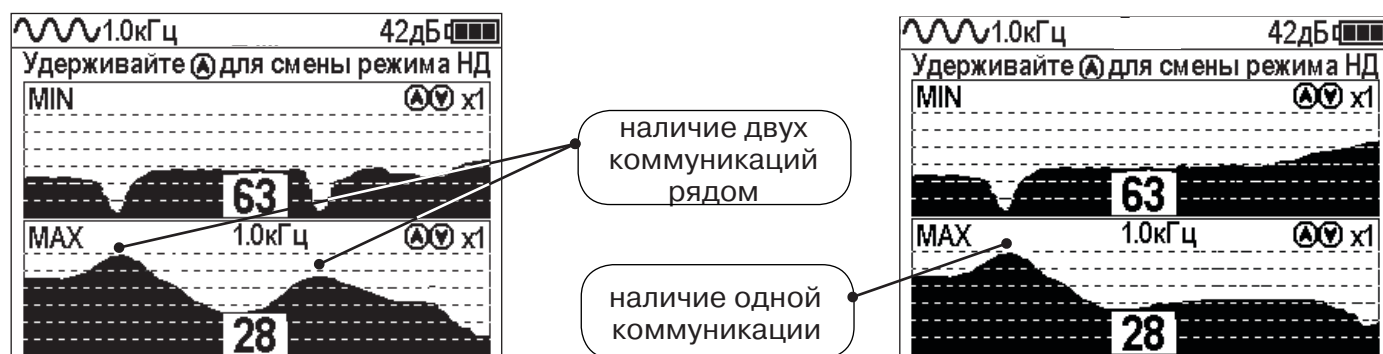 1.0кГц 42дБ
Удерживайте Ⓐ для смены режима НД
MIN x1
63
MAX 1.0кГц x1
28
наличие двух
коммуникаций
рядом
наличие одной
коммуникации
1.0кГц 42дБ
Удерживайте Ⓐ для смены режима НД
MIN x1
63
MAX 1.0кГц x1
28